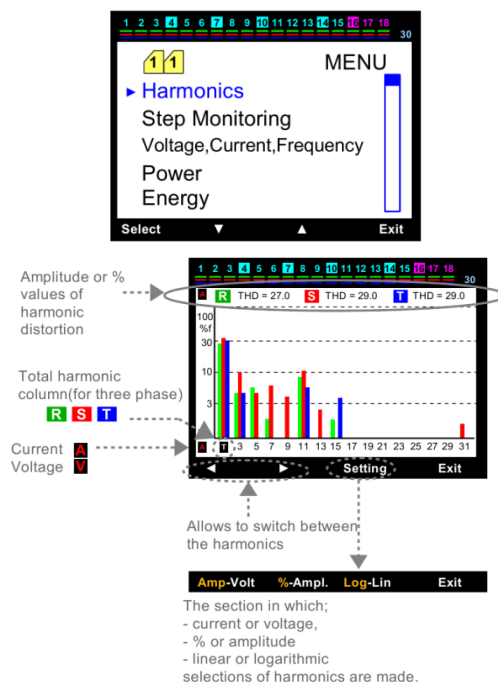 1 2 3 4 5 6 7 8 9 10 11 12 13 14 15 16 17 18
30
1 1 MENU
► Harmonics
Step Monitoring
Voltage,Current,Frequency
Power
Energy
Select ▼ ▲ Exit
Amplitude or %
values of
harmonic
distortion
1 2 3 4 5 6 7 8 9 10 11 12 13 14 15 16 17 18
30
A R THD = 27.0 S THD = 29.0 T THD = 29.0
100
%f
30
10
3
Total harmonic
column(for three phase)
R S T
Current A
Voltage V
A T 3 5 7 9 11 13 15 17 19 21 23 25 27 29 31
◄ ► Setting Exit
Allows to switch between
the harmonics
Amp-Volt %-Ampl. Log-Lin Exit
The section in which;
- current or voltage,
- % or amplitude
- linear or logarithmic
selections of harmonics are made.